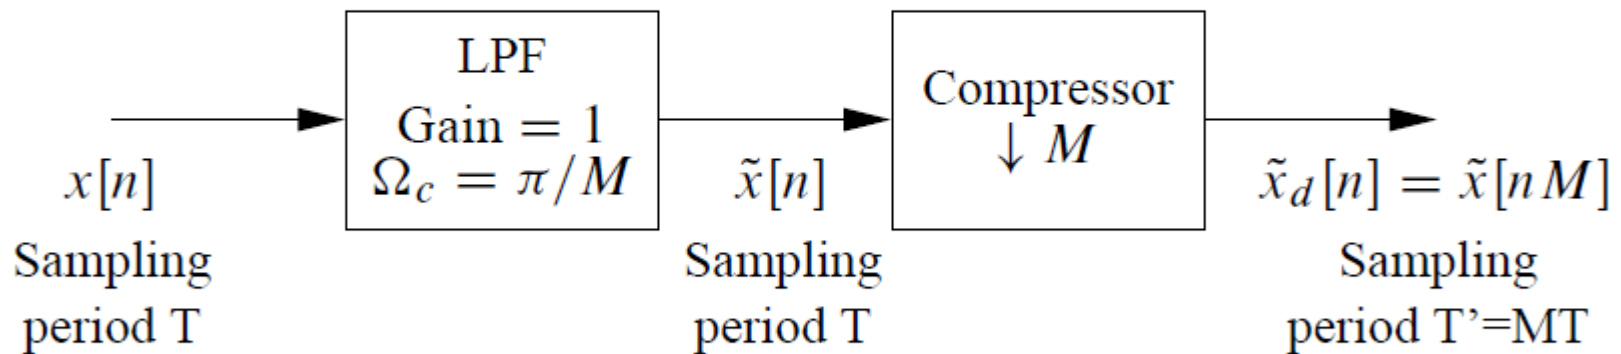 LPF
Gain = 1
Ω_c = π/M
Compressor
↓ M
x[n]
Sampling
period T
x̃[n]
Sampling
period T
x̃_d[n] = x̃[nM]
Sampling
period T’=MT